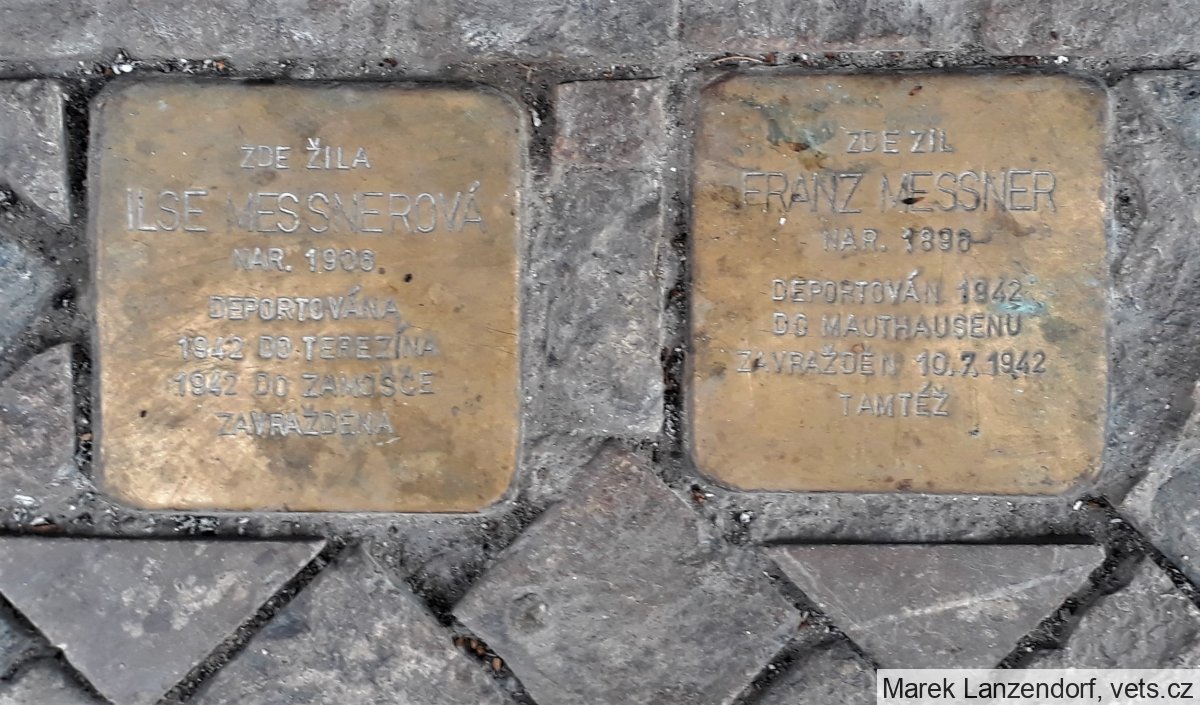 ZDE ŽILA
ILSE MESSNEROVÁ
NAR. 1906
DEPORTOVÁNA
1942 DO TEREZÍNA
1942 DO ZAMOŠČE
ZAVRAŽDĚNA
ZDE ŽIL
FRANZ MESSNER
NAR. 1896
DEPORTOVÁN 1942
DO MAUTHAUSENU
ZAVRAŽDĚN 10.7.1942
TAMTÉŽ
Marek Lanzendorf, vets.cz